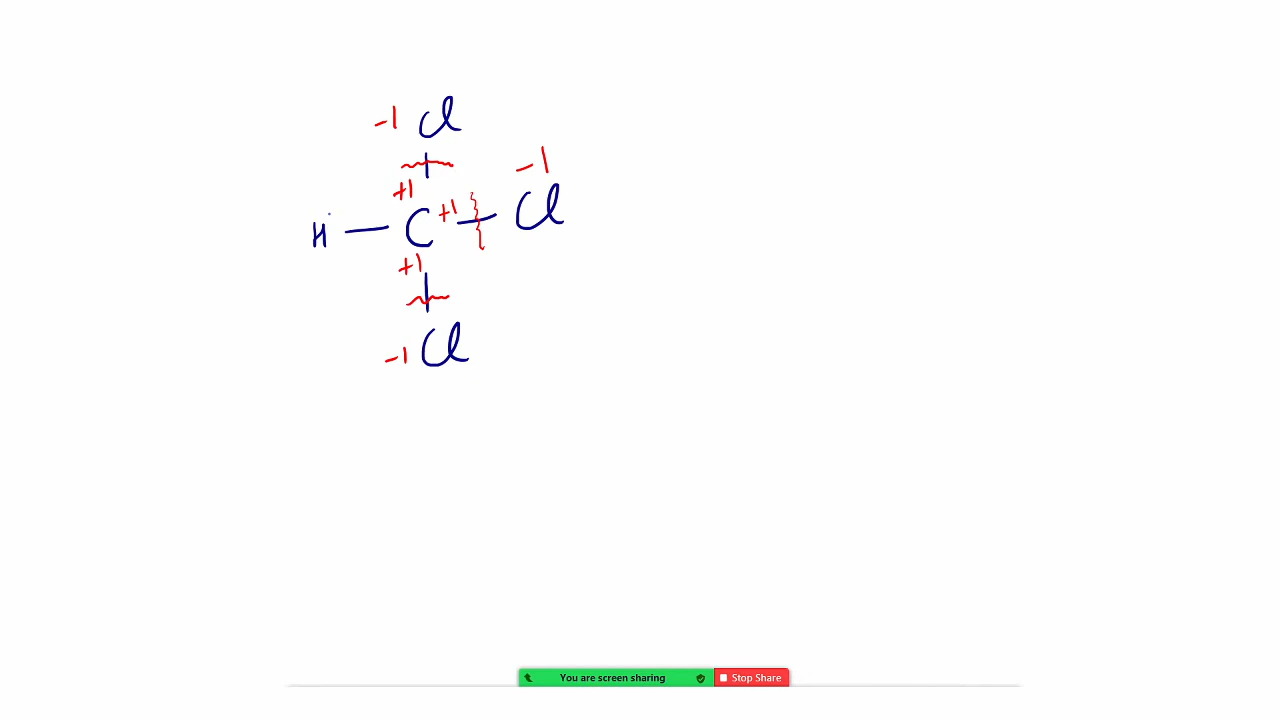 -1 Cl
-1
+1
H — C +1 — Cl
+1
-1 Cl
You are screen sharing Stop Share